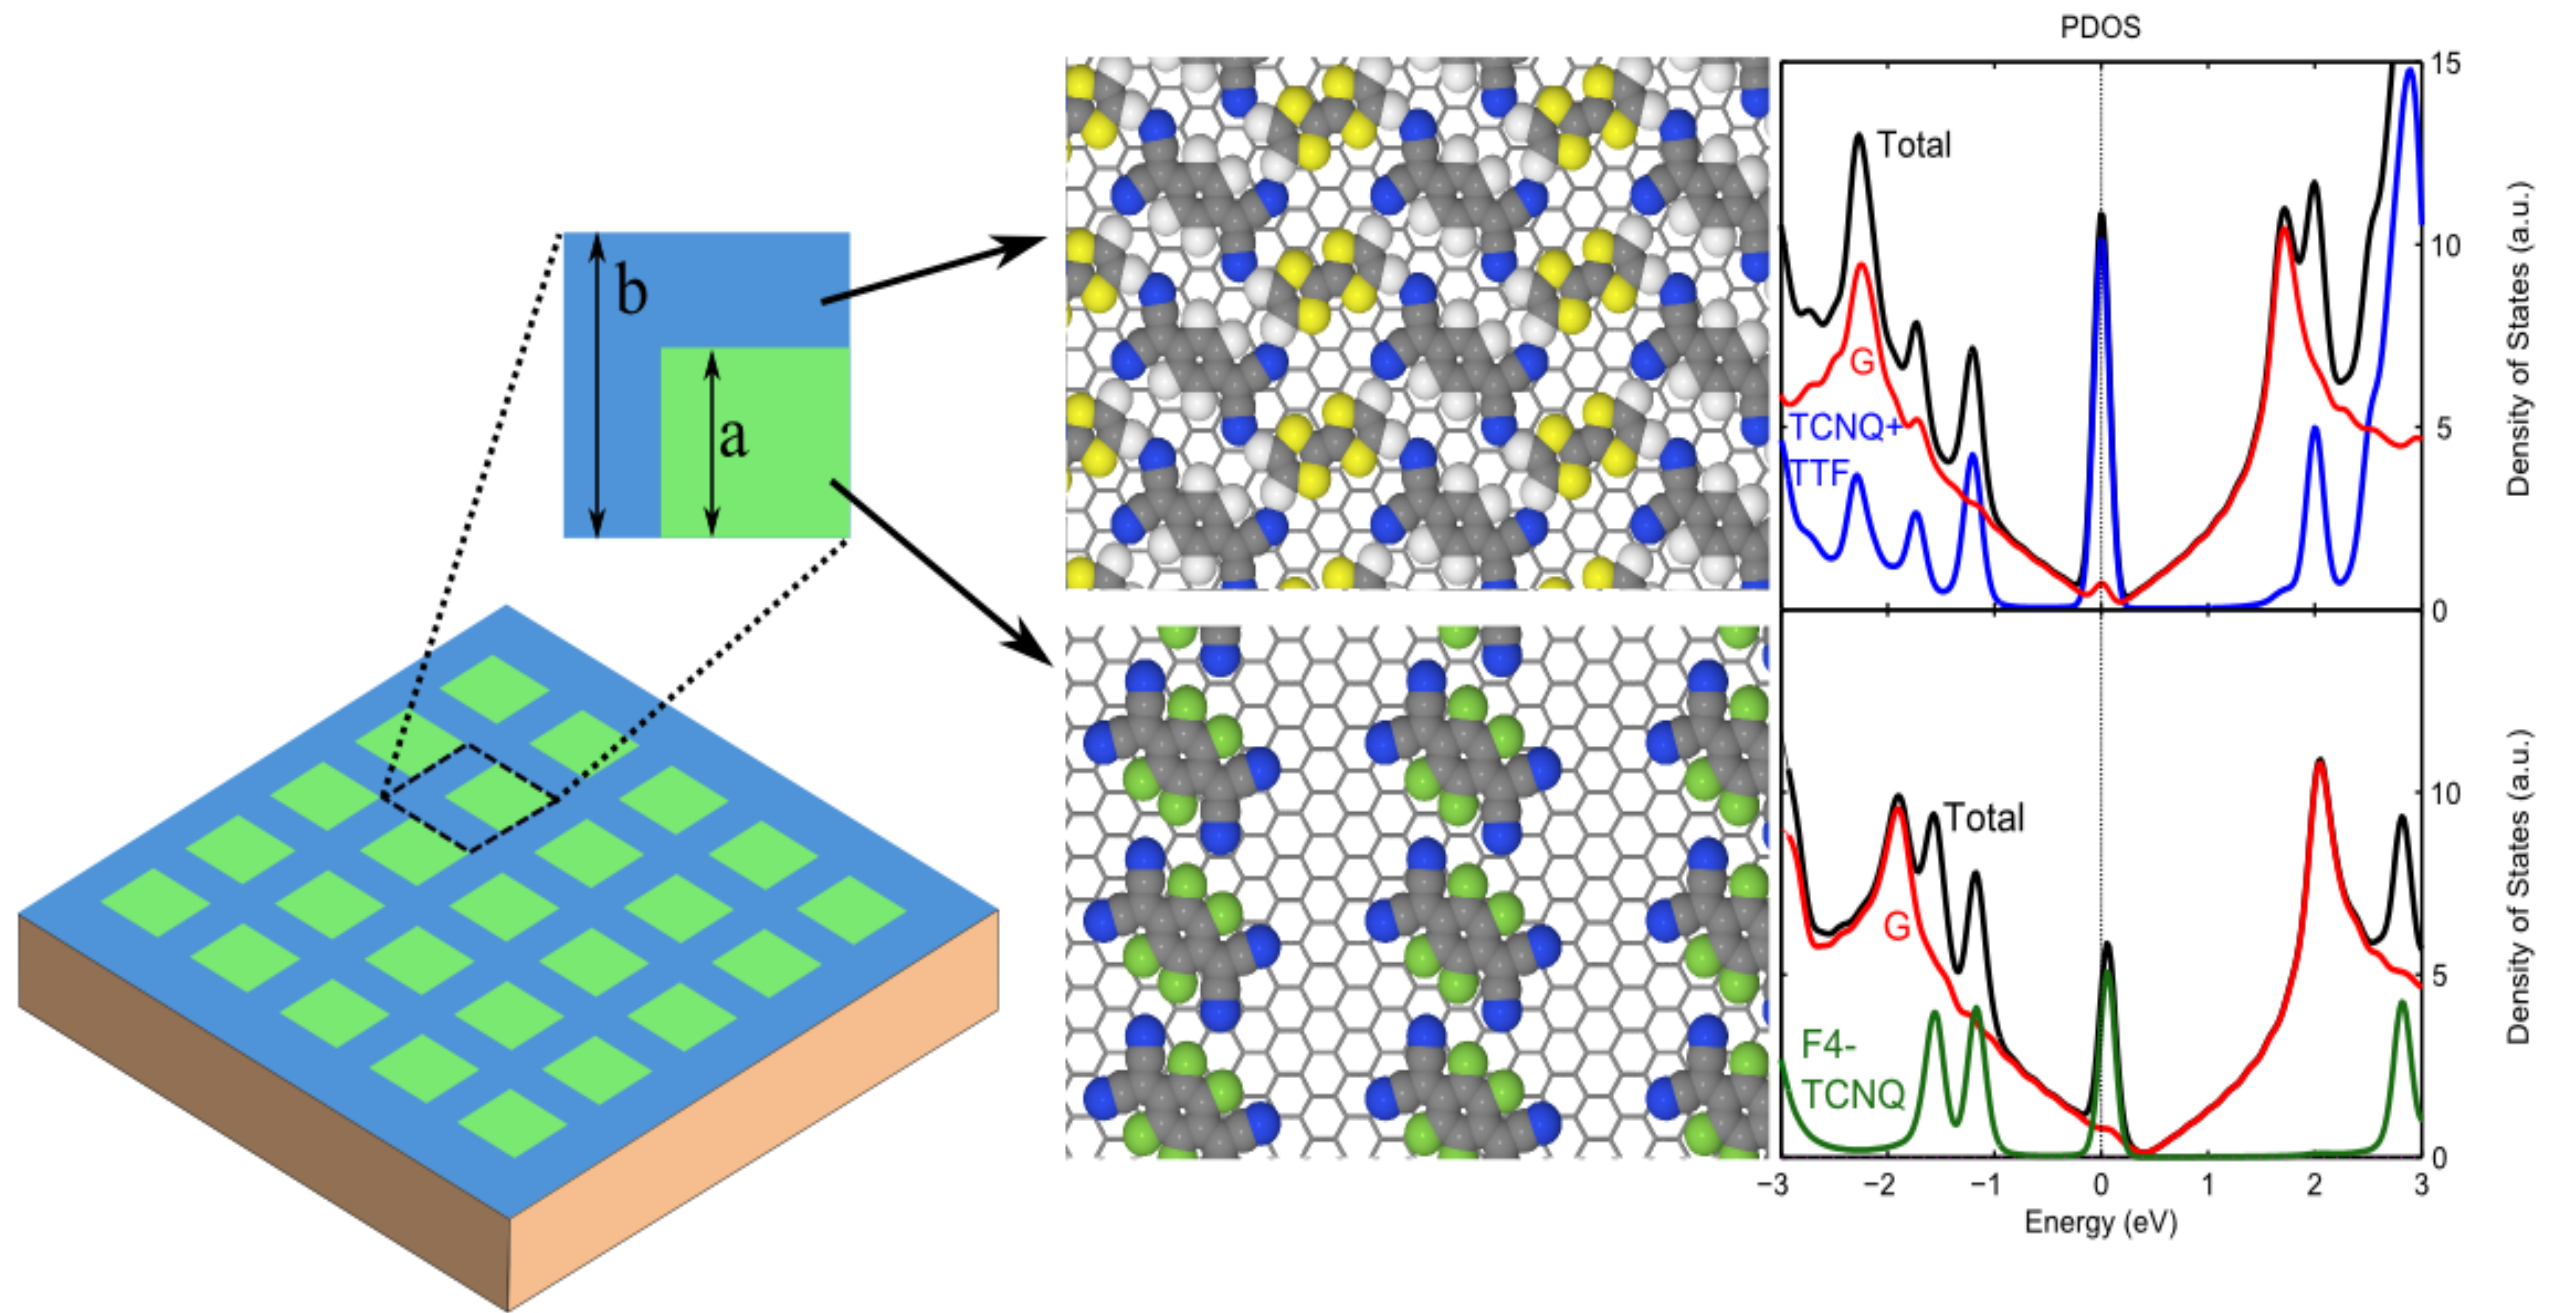 b
a
PDOS
Total
G
TCNQ+
TTF
15
10
5
0
Density of States (a.u.)
Total
G
F4-
TCNQ
10
5
0
Density of States (a.u.)
−3 −2 −1 0 1 2 3
Energy (eV)